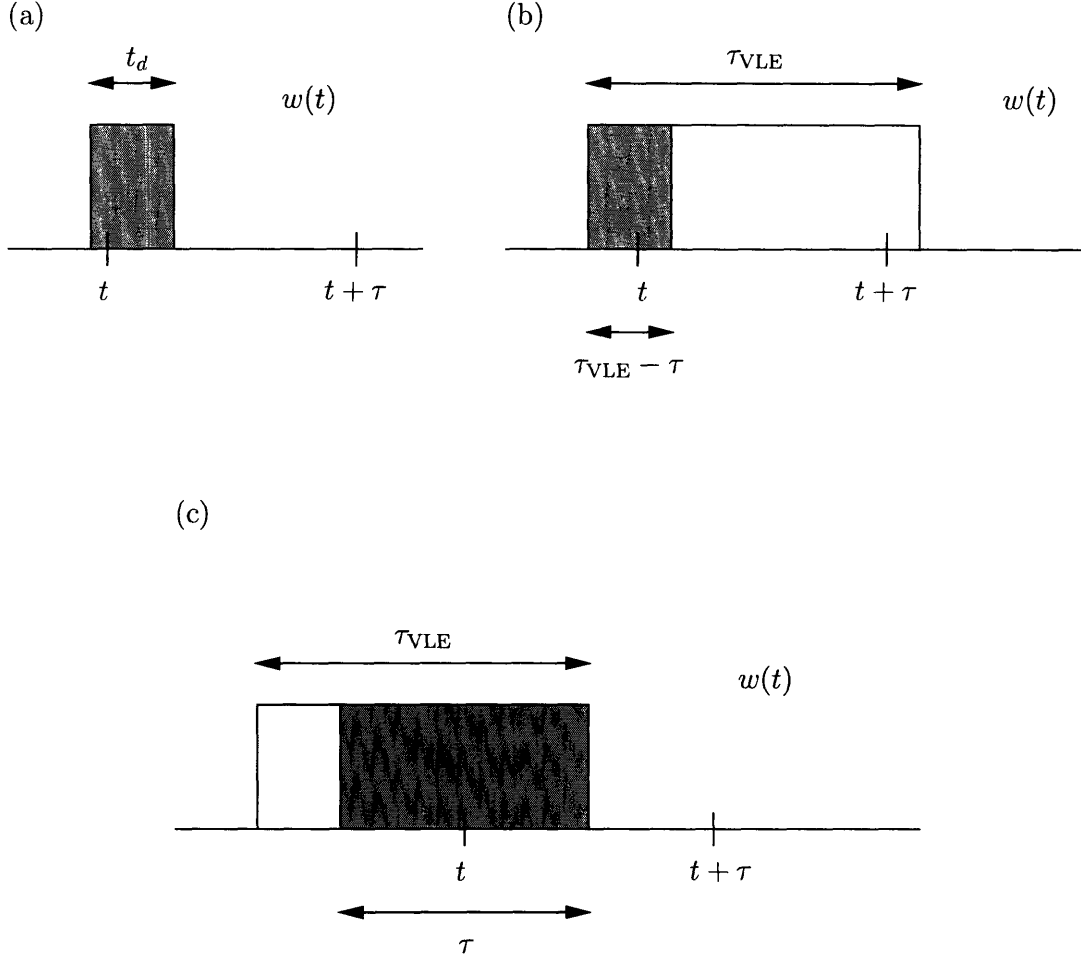 (a)
t_d
w(t)
t
t + τ
(b)
τ_VLE
w(t)
t
t + τ
τ_VLE − τ
(c)
τ_VLE
w(t)
t
t + τ
τ